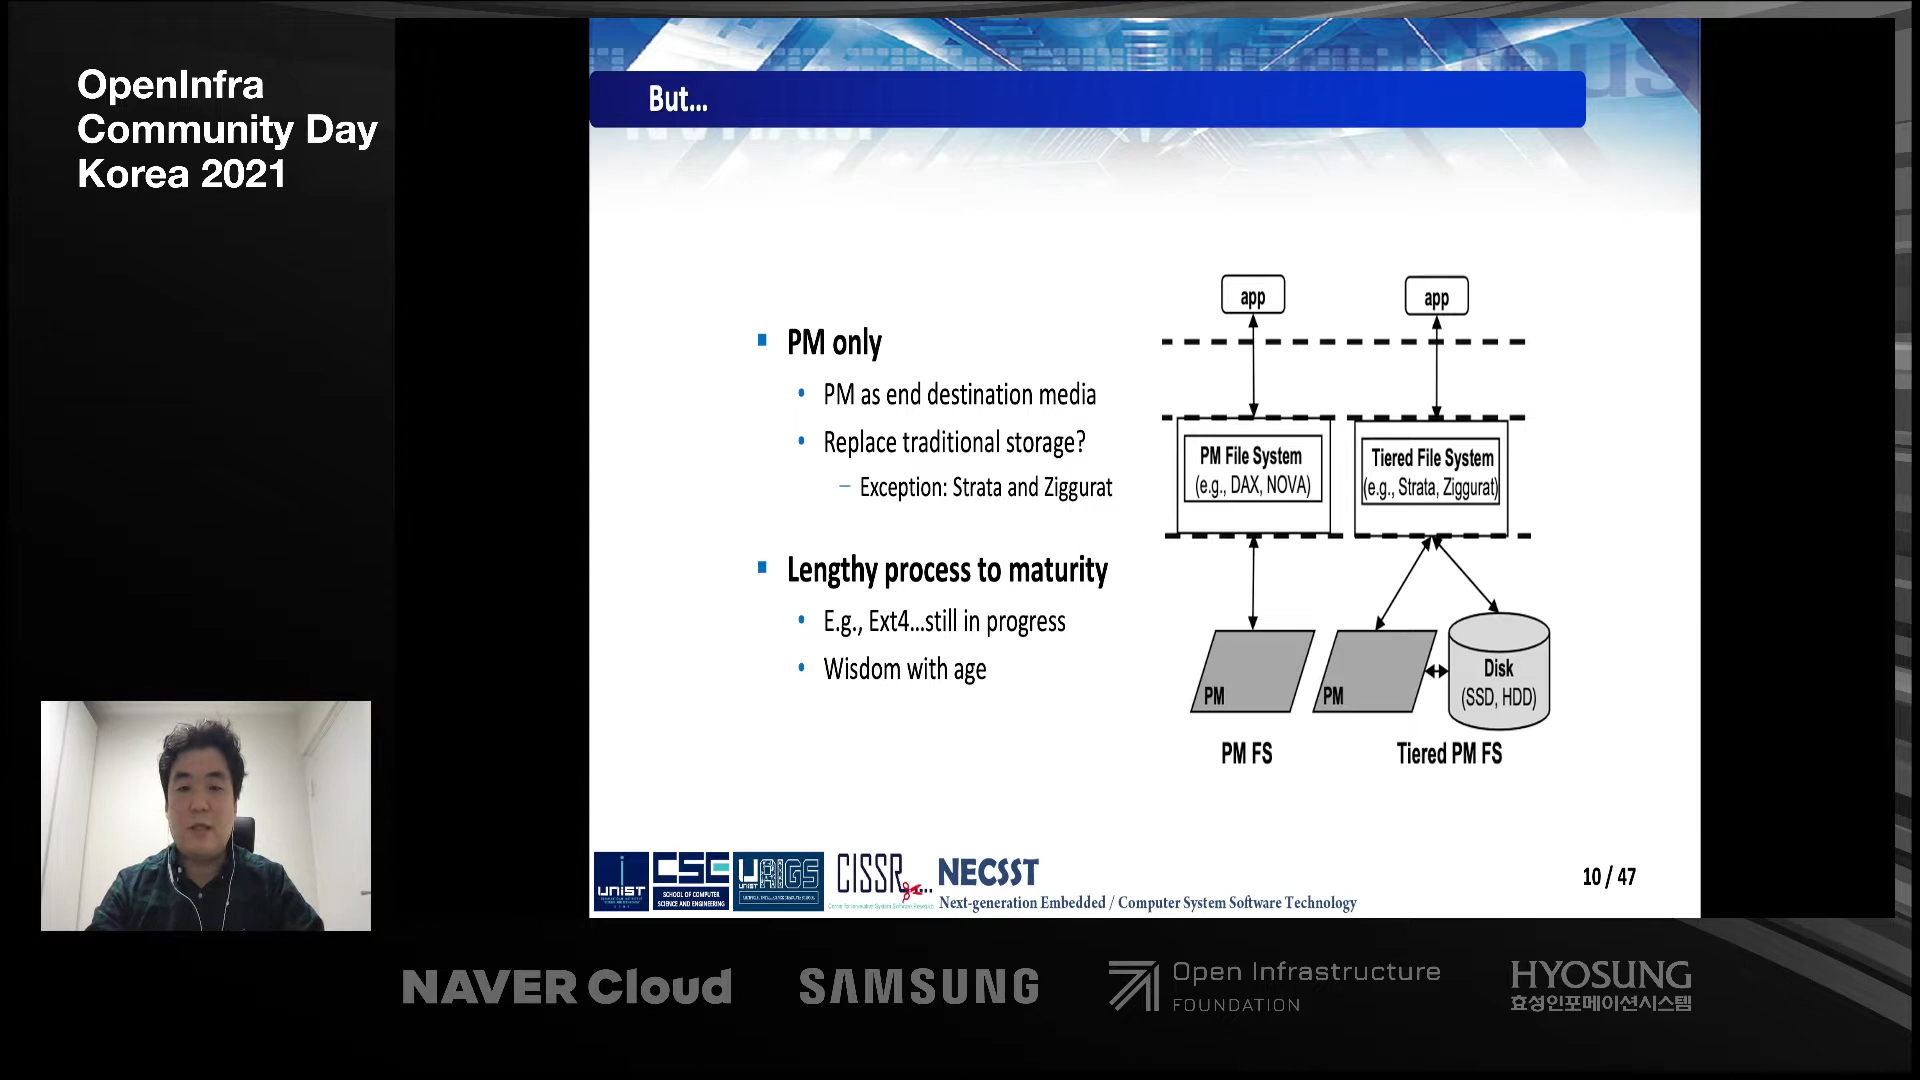 OpenInfra
Community Day
Korea 2021
But...
▪ PM only
• PM as end destination media
• Replace traditional storage?
– Exception: Strata and Ziggurat
▪ Lengthy process to maturity
• E.g., Ext4...still in progress
• Wisdom with age
app
app
PM File System
(e.g., DAX, NOVA)
Tiered File System
(e.g., Strata, Ziggurat)
PM
PM
Disk
(SSD, HDD)
PM FS
Tiered PM FS
UNIST
CSE
SCHOOL OF COMPUTER
SCIENCE AND ENGINEERING
UNIST
AIGS
CISSR
NECSST
Next-generation Embedded / Computer System Software Technology
10 / 47
NAVER Cloud
SAMSUNG
Open Infrastructure
FOUNDATION
HYOSUNG
효성인포메이션시스템